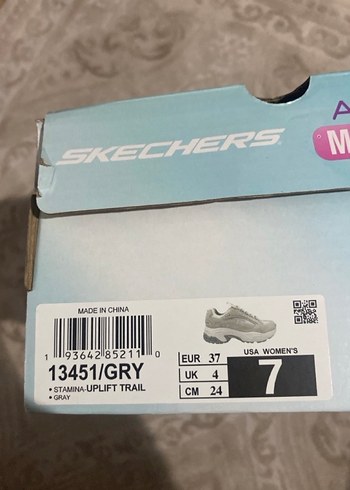 SKECHERS
MADE IN CHINA
1 93642 85211 0
13451/GRY
• STAMINA-UPLIFT TRAIL
• GRAY
EUR 37
UK 4
CM 24
USA WOMEN'S
7